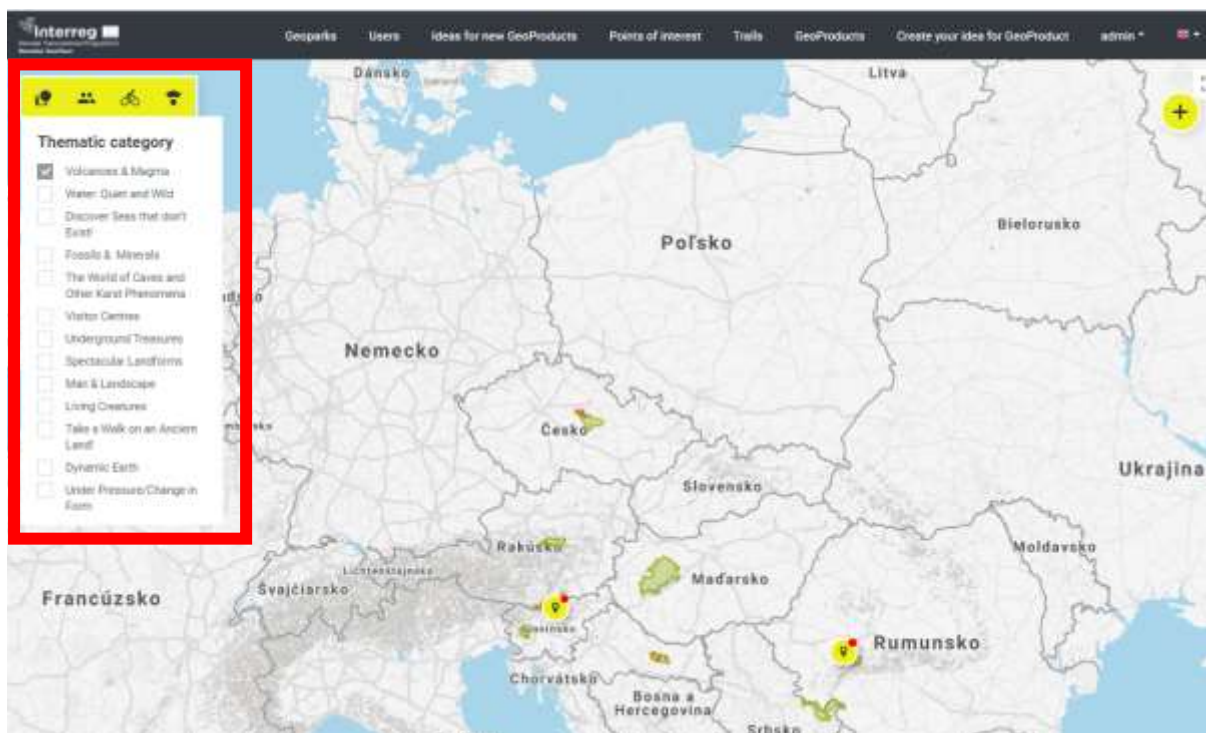 Interreg
Geoparks Users Ideas for new GeoProducts Points of interest Trails GeoProducts Create your idea for GeoProduct admin
Dánsko
Litva
Thematic category
Volcanoes & Magma
Water: Quiet and Wild
Discover Seas that don't
Exist!
Fossils & Minerals
The World of Caves and
Other Karst Phenomena
Visitor Centres
Underground Treasures
Spectacular Landforms
Man & Landscape
Living Creatures
Take a Walk on an Ancient
Land!
Dynamic Earth
Under Pressure/Change in
Form
Bielorusko
Poľsko
Nemecko
Česko
Ukrajina
Slovensko
Rakúsko
Moldavsko
Lichtenštajnsko
Maďarsko
Švajčiarsko
Francúzsko
Slovinsko
Rumunsko
Chorvátsko
Bosna a
Hercegovina
Srbsko